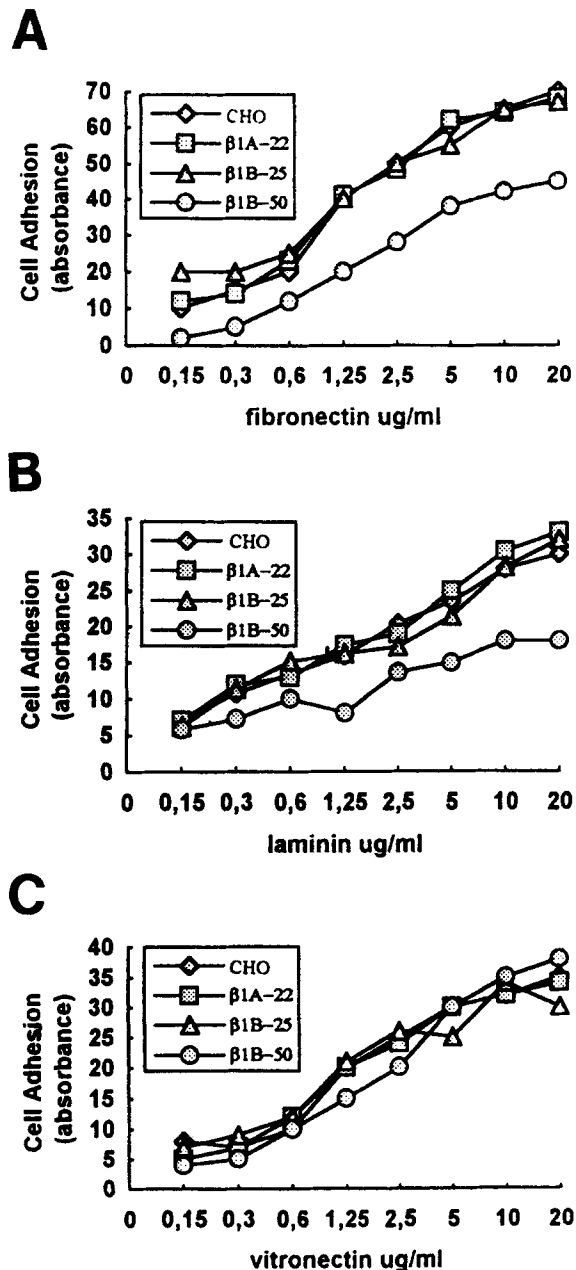 A
Cell Adhesion
(absorbance)
70
60
50
40
30
20
10
0
CHO
β1A-22
β1B-25
β1B-50
0 0,15 0,3 0,6 1,25 2,5 5 10 20
fibronectin ug/ml
B
Cell Adhesion
(absorbance)
35
30
25
20
15
10
5
0
CHO
β1A-22
β1B-25
β1B-50
0 0,15 0,3 0,6 1,25 2,5 5 10 20
laminin ug/ml
C
Cell Adhesion
(absorbance)
40
35
30
25
20
15
10
5
0
CHO
β1A-22
β1B-25
β1B-50
0 0,15 0,3 0,6 1,25 2,5 5 10 20
vitronectin ug/ml